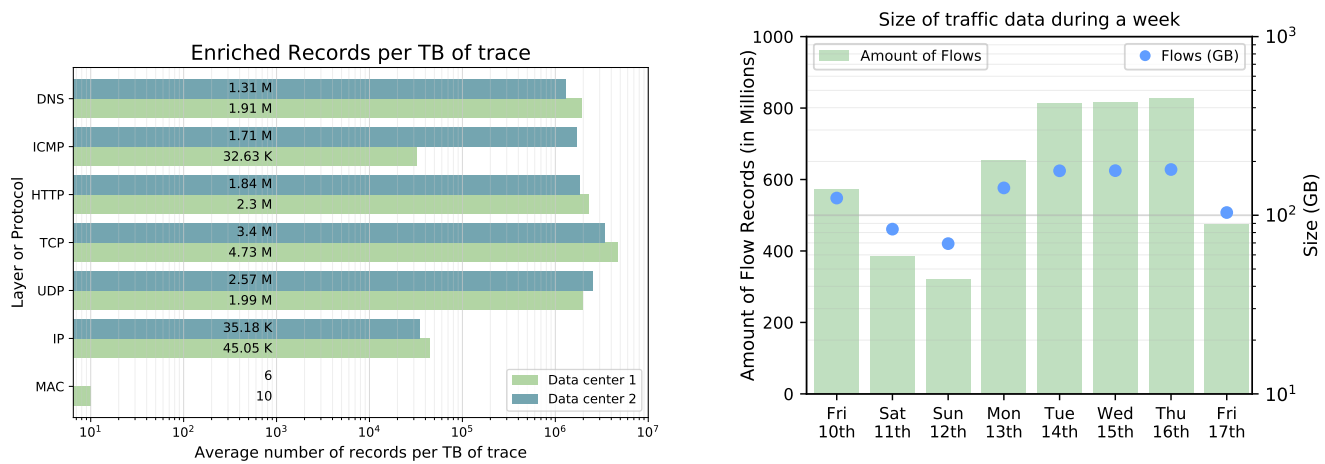 Enriched Records per TB of trace
Layer or Protocol
DNS
1.31 M
1.91 M
ICMP
1.71 M
32.63 K
HTTP
1.84 M
2.3 M
TCP
3.4 M
4.73 M
UDP
2.57 M
1.99 M
IP
35.18 K
45.05 K
MAC
6
10
Data center 1
Data center 2
10¹ 10² 10³ 10⁴ 10⁵ 10⁶ 10⁷
Average number of records per TB of trace
Size of traffic data during a week
Amount of Flow Records (in Millions)
1000
800
600
400
200
0
Amount of Flows
Flows (GB)
10³
10²
10¹
Size (GB)
Fri Sat Sun Mon Tue Wed Thu Fri
10th 11th 12th 13th 14th 15th 16th 17th